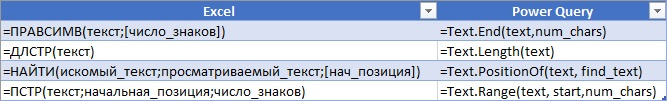 Excel Power Query
=ПРАВСИМВ(текст;[число_знаков]) =Text.End(text,num_chars)
=ДЛСТР(текст) =Text.Length(text)
=НАЙТИ(искомый_текст;просматриваемый_текст;[нач_позиция]) =Text.PositionOf(text, find_text)
=ПСТР(текст;начальная_позиция;число_знаков) =Text.Range(text, start,num_chars)